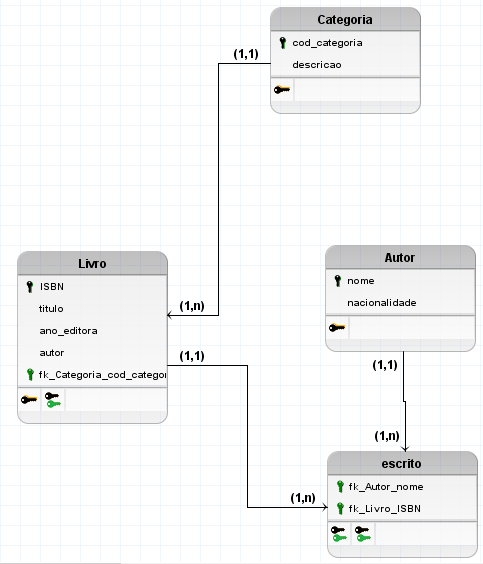 Categoria
cod_categoria
descricao
(1,1)
Livro
ISBN
titulo
ano_editora
autor
fk_Categoria_cod_categor
(1,n)
(1,1)
Autor
nome
nacionalidade
(1,1)
(1,n)
escrito
fk_Autor_nome
fk_Livro_ISBN
(1,n)